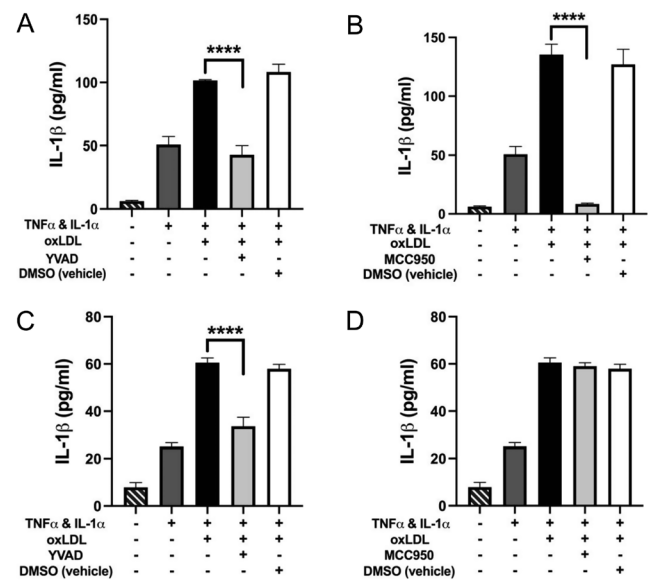 A
150
100
50
0
IL-1β (pg/ml)
****
TNFα & IL-1α - + + + +
oxLDL - - + + +
YVAD - - - + -
DMSO (vehicle) - - - - +
B
150
100
50
0
IL-1β (pg/ml)
****
TNFα & IL-1α - + + + +
oxLDL - - + + +
MCC950 - - - + -
DMSO (vehicle) - - - - +
C
80
60
40
20
0
IL-1β (pg/ml)
****
TNFα & IL-1α - + + + +
oxLDL - - + + +
YVAD - - - + -
DMSO (vehicle) - - - - +
D
80
60
40
20
0
IL-1β (pg/ml)
TNFα & IL-1α - + + + +
oxLDL - - + + +
MCC950 - - - + -
DMSO (vehicle) - - - - +